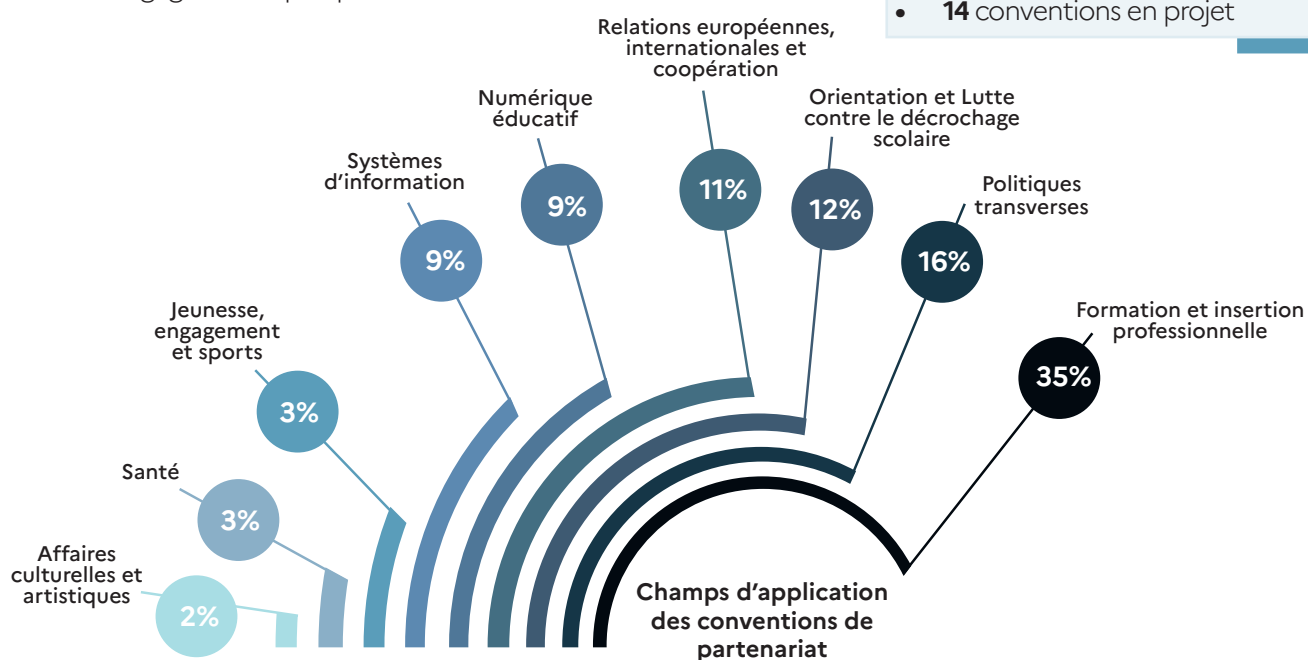 • 14 conventions en projet
Relations européennes,
internationales et
coopération
11%
Numérique
éducatif
9%
Orientation et Lutte
contre le décrochage
scolaire
12%
Systèmes
d’information
9%
Politiques
transverses
16%
Jeunesse,
engagement
et sports
3%
Formation et insertion
professionnelle
35%
Santé
3%
Affaires
culturelles et
artistiques
2%
Champs d’application
des conventions de
partenariat